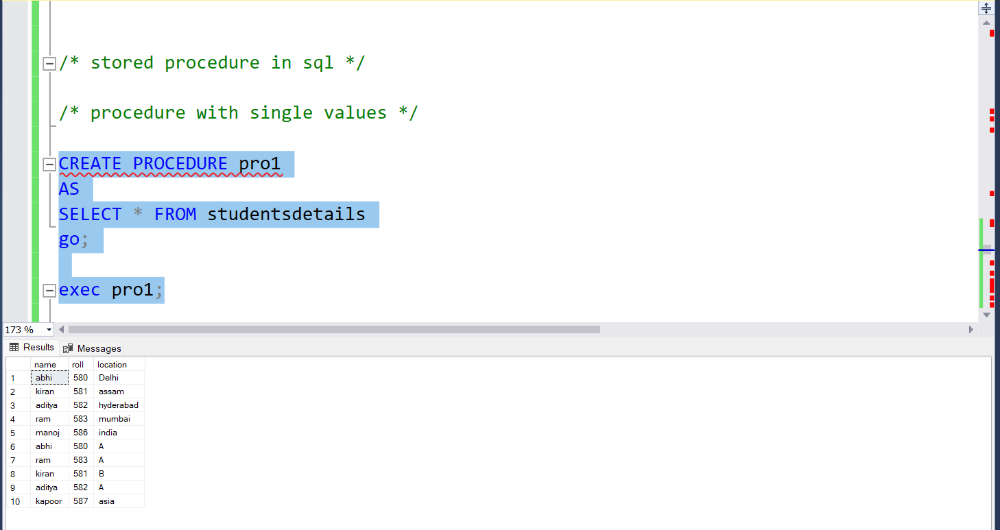 /* stored procedure in sql */
/* procedure with single values */
CREATE PROCEDURE pro1
AS
SELECT * FROM studentsdetails
go;
exec pro1;
173 %
Results Messages
name roll location
1 abhi 580 Delhi
2 kiran 581 assam
3 aditya 582 hyderabad
4 ram 583 mumbai
5 manoj 586 india
6 abhi 580 A
7 ram 583 A
8 kiran 581 B
9 aditya 582 A
10 kapoor 587 asia